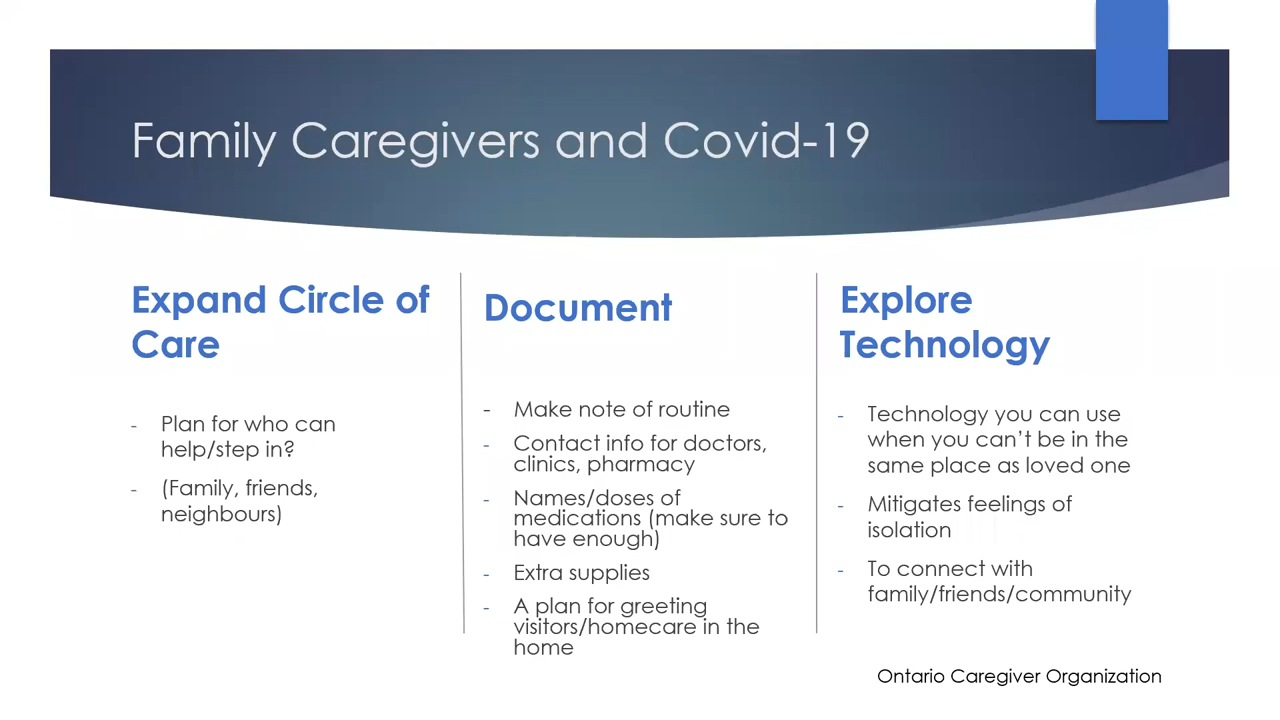 Family Caregivers and Covid-19
Expand Circle of
Care
- Plan for who can
help/step in?
- (Family, friends,
neighbours)
Document
- Make note of routine
- Contact info for doctors,
clinics, pharmacy
- Names/doses of
medications (make sure to
have enough)
- Extra supplies
- A plan for greeting
visitors/homecare in the
home
Explore
Technology
- Technology you can use
when you can’t be in the
same place as loved one
- Mitigates feelings of
isolation
- To connect with
family/friends/community
Ontario Caregiver Organization